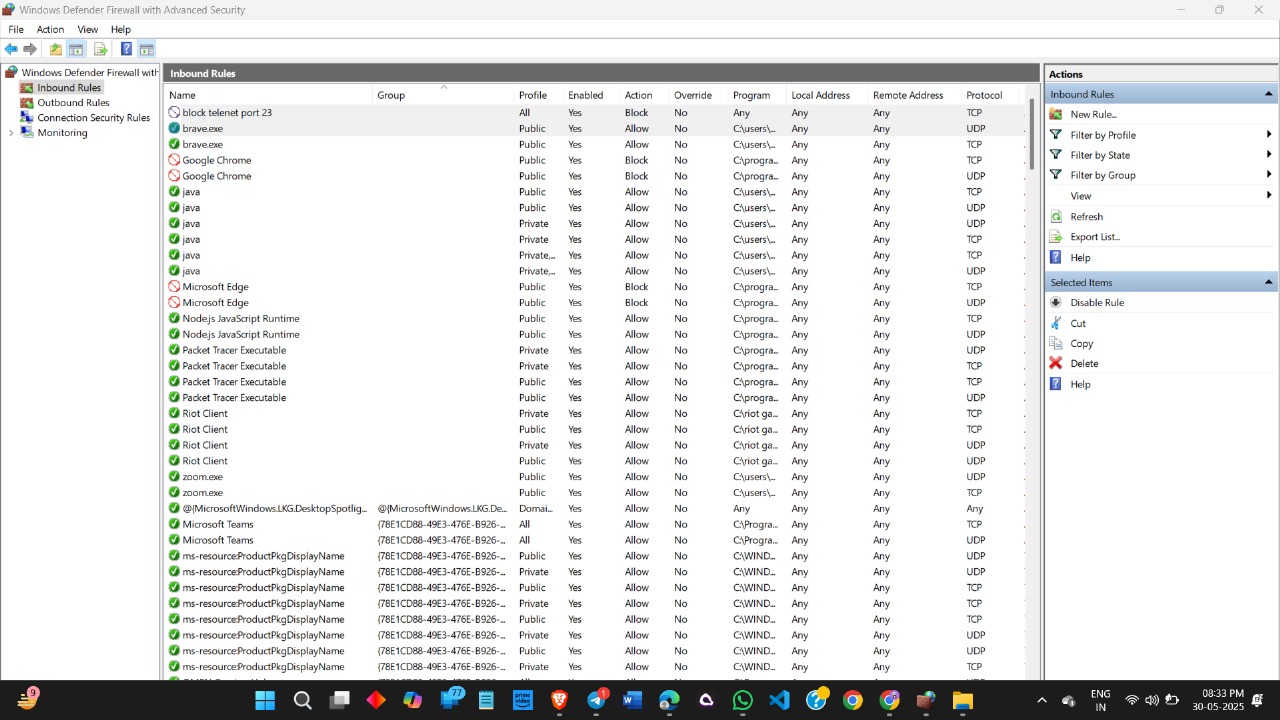 Windows Defender Firewall with Advanced Security
File Action View Help
Windows Defender Firewall with
Inbound Rules
Outbound Rules
Connection Security Rules
Monitoring
Inbound Rules
Name Group Profile Enabled Action Override Program Local Address Remote Address Protocol
block telenet port 23 All Yes Block No Any Any Any TCP
brave.exe Public Yes Allow No C:\users\... Any Any UDP
brave.exe Public Yes Allow No C:\users\... Any Any TCP
Google Chrome Public Yes Block No C:\progra... Any Any TCP
Google Chrome Public Yes Block No C:\progra... Any Any UDP
java Public Yes Allow No C:\users\... Any Any TCP
java Public Yes Allow No C:\users\... Any Any UDP
java Private Yes Allow No C:\users\... Any Any UDP
java Private Yes Allow No C:\users\... Any Any TCP
java Private,... Yes Allow No C:\users\... Any Any TCP
java Private,... Yes Allow No C:\users\... Any Any UDP
Microsoft Edge Public Yes Block No C:\progra... Any Any TCP
Microsoft Edge Public Yes Block No C:\progra... Any Any UDP
Node.js JavaScript Runtime Public Yes Allow No C:\progra... Any Any TCP
Node.js JavaScript Runtime Public Yes Allow No C:\progra... Any Any UDP
Packet Tracer Executable Private Yes Allow No C:\progra... Any Any UDP
Packet Tracer Executable Private Yes Allow No C:\progra... Any Any TCP
Packet Tracer Executable Public Yes Allow No C:\progra... Any Any TCP
Packet Tracer Executable Public Yes Allow No C:\progra... Any Any UDP
Riot Client Private Yes Allow No C:\riot ga... Any Any TCP
Riot Client Public Yes Allow No C:\riot ga... Any Any TCP
Riot Client Private Yes Allow No C:\riot ga... Any Any UDP
Riot Client Public Yes Allow No C:\riot ga... Any Any UDP
zoom.exe Public Yes Allow No C:\users\... Any Any UDP
zoom.exe Public Yes Allow No C:\users\... Any Any TCP
@{MicrosoftWindows.LKG.DesktopSpotlig... @{MicrosoftWindows.LKG.De... Domai... Yes Allow No Any Any Any Any
Microsoft Teams {78E1CD88-49E3-476E-B926-... All Yes Allow No C:\Progra... Any Any TCP
Microsoft Teams {78E1CD88-49E3-476E-B926-... All Yes Allow No C:\Progra... Any Any UDP
ms-resource:ProductPkgDisplayName {78E1CD88-49E3-476E-B926-... Public Yes Allow No C:\WIND... Any Any UDP
ms-resource:ProductPkgDisplayName {78E1CD88-49E3-476E-B926-... Private Yes Allow No C:\WIND... Any Any UDP
ms-resource:ProductPkgDisplayName {78E1CD88-49E3-476E-B926-... Public Yes Allow No C:\WIND... Any Any TCP
ms-resource:ProductPkgDisplayName {78E1CD88-49E3-476E-B926-... Private Yes Allow No C:\WIND... Any Any TCP
ms-resource:ProductPkgDisplayName {78E1CD88-49E3-476E-B926-... Public Yes Allow No C:\WIND... Any Any TCP
ms-resource:ProductPkgDisplayName {78E1CD88-49E3-476E-B926-... Private Yes Allow No C:\WIND... Any Any UDP
ms-resource:ProductPkgDisplayName {78E1CD88-49E3-476E-B926-... Public Yes Allow No C:\WIND... Any Any UDP
ms-resource:ProductPkgDisplayName {78E1CD88-49E3-476E-B926-... Private Yes Allow No C:\WIND... Any Any TCP
Actions
Inbound Rules
New Rule...
Filter by Profile
Filter by State
Filter by Group
View
Refresh
Export List...
Help
Selected Items
Disable Rule
Cut
Copy
Delete
Help
9
77
prime video
1
ENG
IN
08:33 PM
30-05-2025